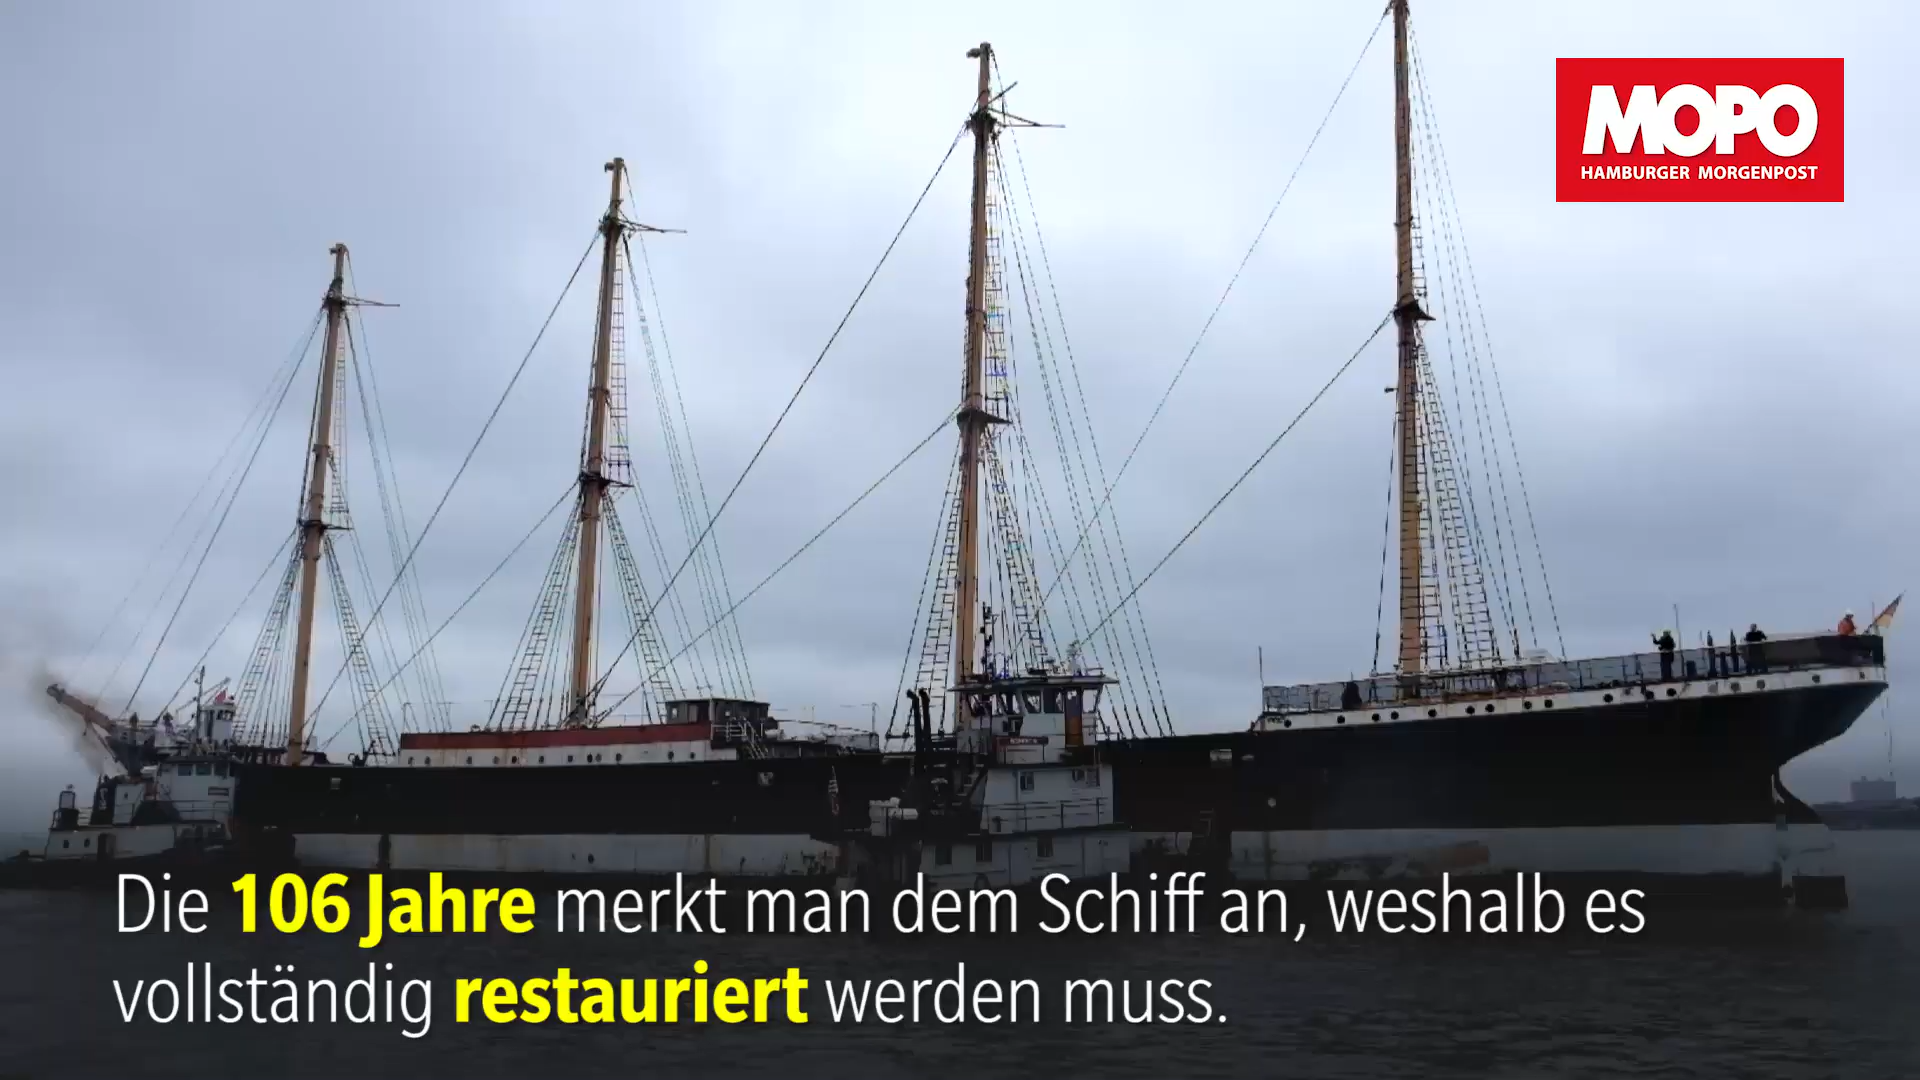 MOPO
HAMBURGER MORGENPOST
Die 106 Jahre merkt man dem Schiff an, weshalb es
vollständig restauriert werden muss.